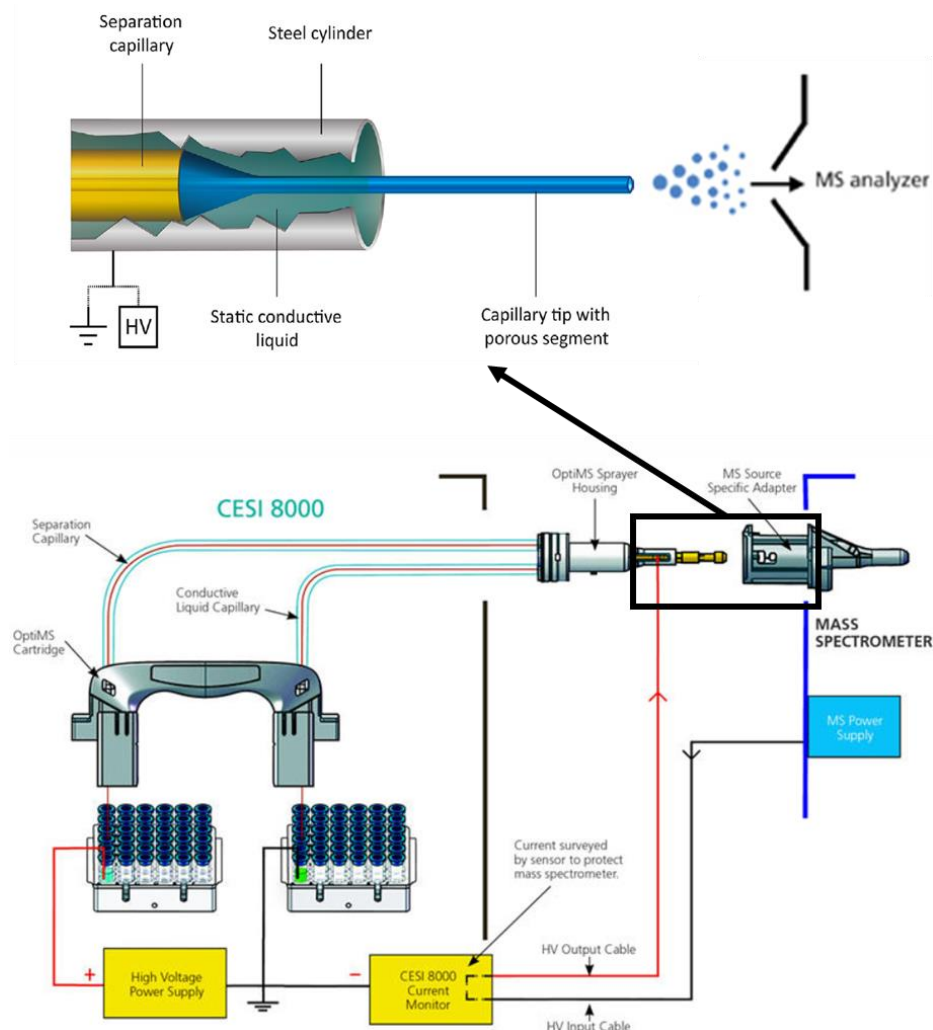 Separation
capillary
Steel cylinder
MS analyzer
HV
Static conductive
liquid
Capillary tip with
porous segment
CESI 8000
OptiMS Sprayer
Housing
MS Source
Specific Adapter
Separation
Capillary
Conductive
Liquid Capillary
OptiMS
Cartridge
MASS
SPECTROMETER
MS Power
Supply
Current surveyed
by sensor to protect
mass spectrometer.
+
High Voltage
Power Supply
−
CESI 8000
Current
Monitor
HV Output Cable
HV Input Cable